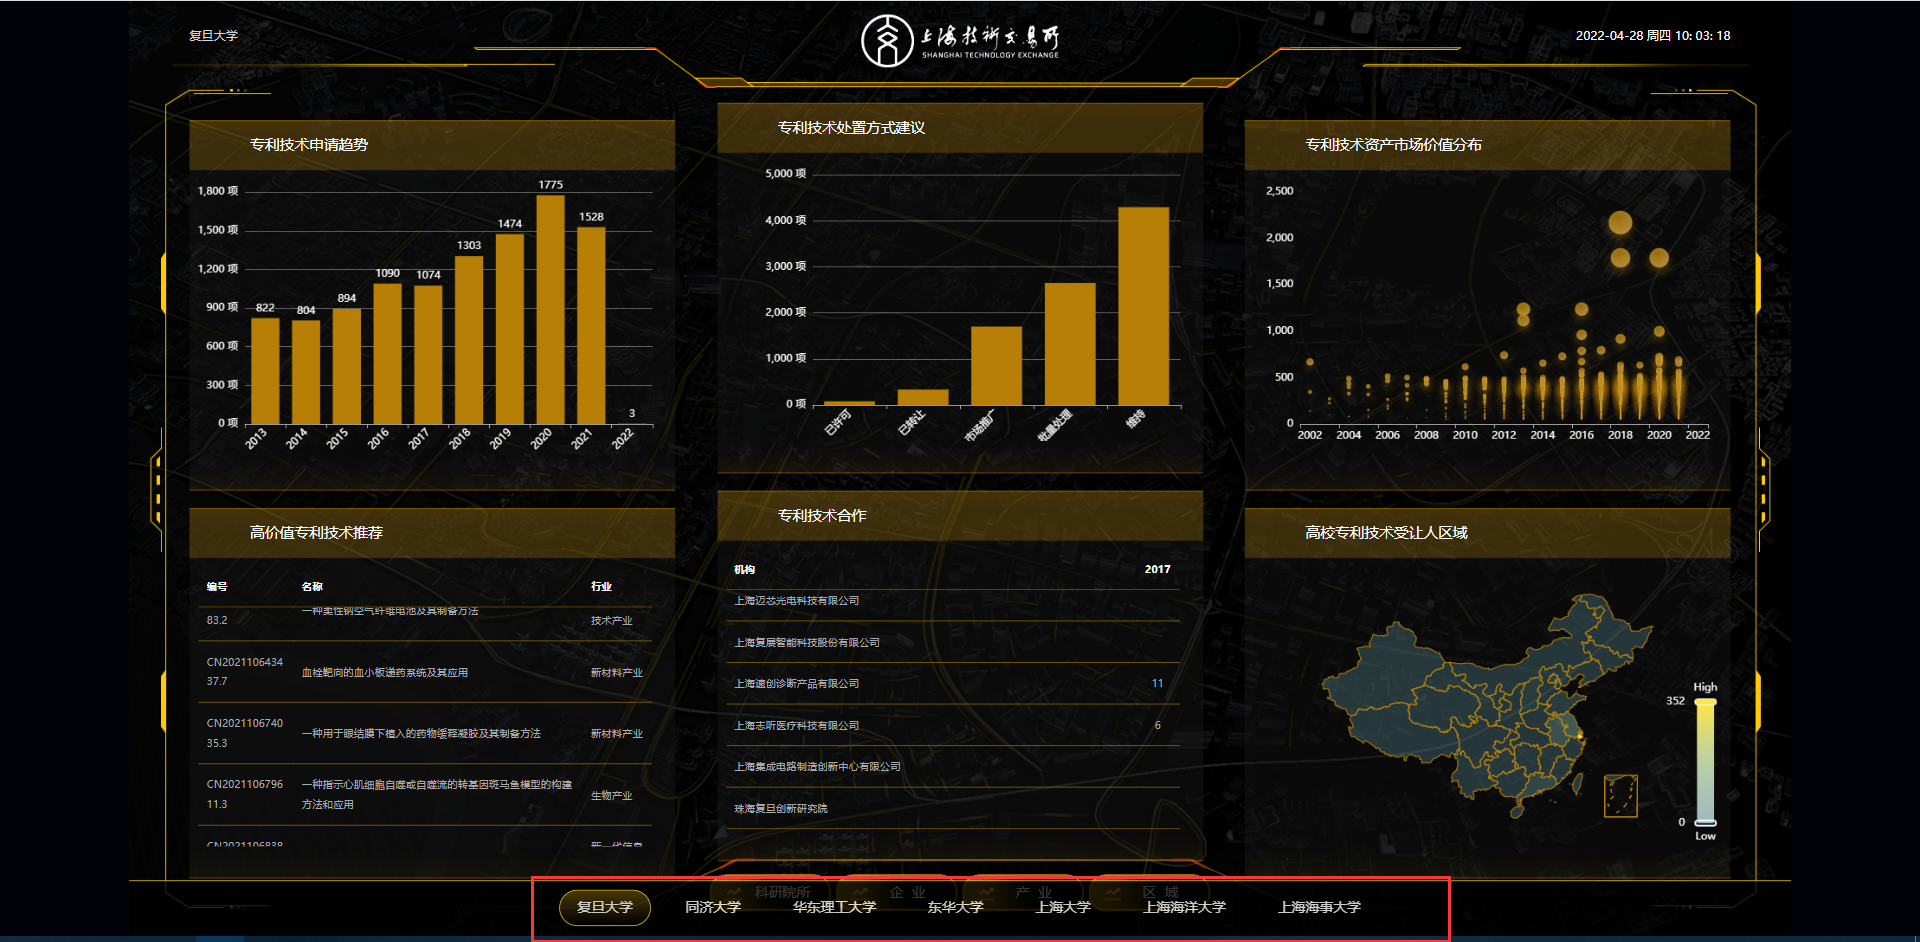 复旦大学
上海技术交易所
SHANGHAI TECHNOLOGY EXCHANGE
2022-04-28 周四 10: 03: 18
专利技术申请趋势
1,800 项
1,500 项
1,200 项
900 项
600 项
300 项
0 项
822
804
894
1090
1074
1303
1474
1775
1528
3
2013
2014
2015
2016
2017
2018
2019
2020
2021
2022
专利技术处置方式建议
5,000 项
4,000 项
3,000 项
2,000 项
1,000 项
0 项
已许可
已转让
市场推广
批量处理
维持
专利技术资产市场价值分布
2,500
2,000
1,500
1,000
500
0
2002
2004
2006
2008
2010
2012
2014
2016
2018
2020
2022
高价值专利技术推荐
编号 名称 行业
一种柔性钠空气纤维电池及其制备方法
83.2 技术产业
CN2021106434
37.7
血栓靶向的血小板递药系统及其应用 新材料产业
CN2021106740
35.3
一种用于眼结膜下植入的药物缓释凝胶及其制备方法 新材料产业
CN2021106796
11.3
一种指示心肌细胞自噬或自噬流的转基因斑马鱼模型的构建
方法和应用
生物产业
CN2021106838 新一代信息
专利技术合作
机构 2017
上海迈芯光电科技有限公司
上海复展智能科技股份有限公司
上海速创诊断产品有限公司 11
上海志听医疗科技有限公司 6
上海集成电路制造创新中心有限公司
珠海复旦创新研究院
高校专利技术受让人区域
High
352
0
Low
科研院所 企 业 产 业 区 域
复旦大学 同济大学 华东理工大学 东华大学 上海大学 上海海洋大学 上海海事大学